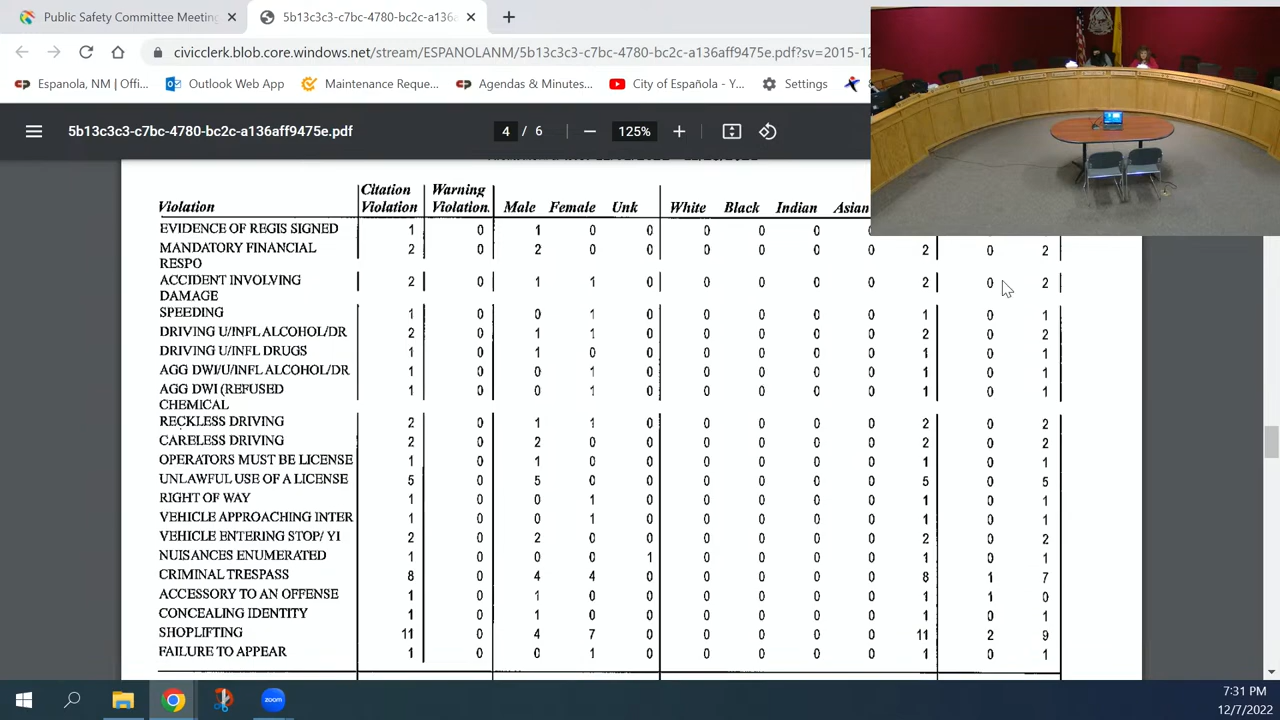 Public Safety Committee Meeting
5b13c3c3-c7bc-4780-bc2c-a136a
civicclerk.blob.core.windows.net/stream/ESPANOLANM/5b13c3c3-c7bc-4780-bc2c-a136aff9475e.pdf?sv=2015-12
Espanola, NM | Offi... Outlook Web App Maintenance Reque... Agendas & Minutes... City of Española - Y... Settings
5b13c3c3-c7bc-4780-bc2c-a136aff9475e.pdf 4 / 6 125%
Citation Warning
Violation Violation Violation. Male Female Unk White Black Indian Asian
EVIDENCE OF REGIS SIGNED 1 0 1 0 0 0 0 0 0
MANDATORY FINANCIAL 2 0 2 0 0 0 0 0 0 2 0 2
RESPO
ACCIDENT INVOLVING 2 0 1 1 0 0 0 0 0 2 0 2
DAMAGE
SPEEDING 1 0 0 1 0 0 0 0 0 1 0 1
DRIVING U/INFL ALCOHOL/DR 2 0 1 1 0 0 0 0 0 2 0 2
DRIVING U/INFL DRUGS 1 0 1 0 0 0 0 0 0 1 0 1
AGG DWI/U/INFL ALCOHOL/DR 1 0 0 1 0 0 0 0 0 1 0 1
AGG DWI (REFUSED 1 0 0 1 0 0 0 0 0 1 0 1
CHEMICAL
RECKLESS DRIVING 2 0 1 1 0 0 0 0 0 2 0 2
CARELESS DRIVING 2 0 2 0 0 0 0 0 0 2 0 2
OPERATORS MUST BE LICENSE 1 0 1 0 0 0 0 0 0 1 0 1
UNLAWFUL USE OF A LICENSE 5 0 5 0 0 0 0 0 0 5 0 5
RIGHT OF WAY 1 0 0 1 0 0 0 0 0 1 0 1
VEHICLE APPROACHING INTER 1 0 0 1 0 0 0 0 0 1 0 1
VEHICLE ENTERING STOP/ YI 2 0 2 0 0 0 0 0 0 2 0 2
NUISANCES ENUMERATED 1 0 0 0 1 0 0 0 0 1 0 1
CRIMINAL TRESPASS 8 0 4 4 0 0 0 0 0 8 1 7
ACCESSORY TO AN OFFENSE 1 0 1 0 0 0 0 0 0 1 1 0
CONCEALING IDENTITY 1 0 1 0 0 0 0 0 0 1 0 1
SHOPLIFTING 11 0 4 7 0 0 0 0 0 11 2 9
FAILURE TO APPEAR 1 0 0 1 0 0 0 0 0 1 0 1
zoom
7:31 PM
12/7/2022